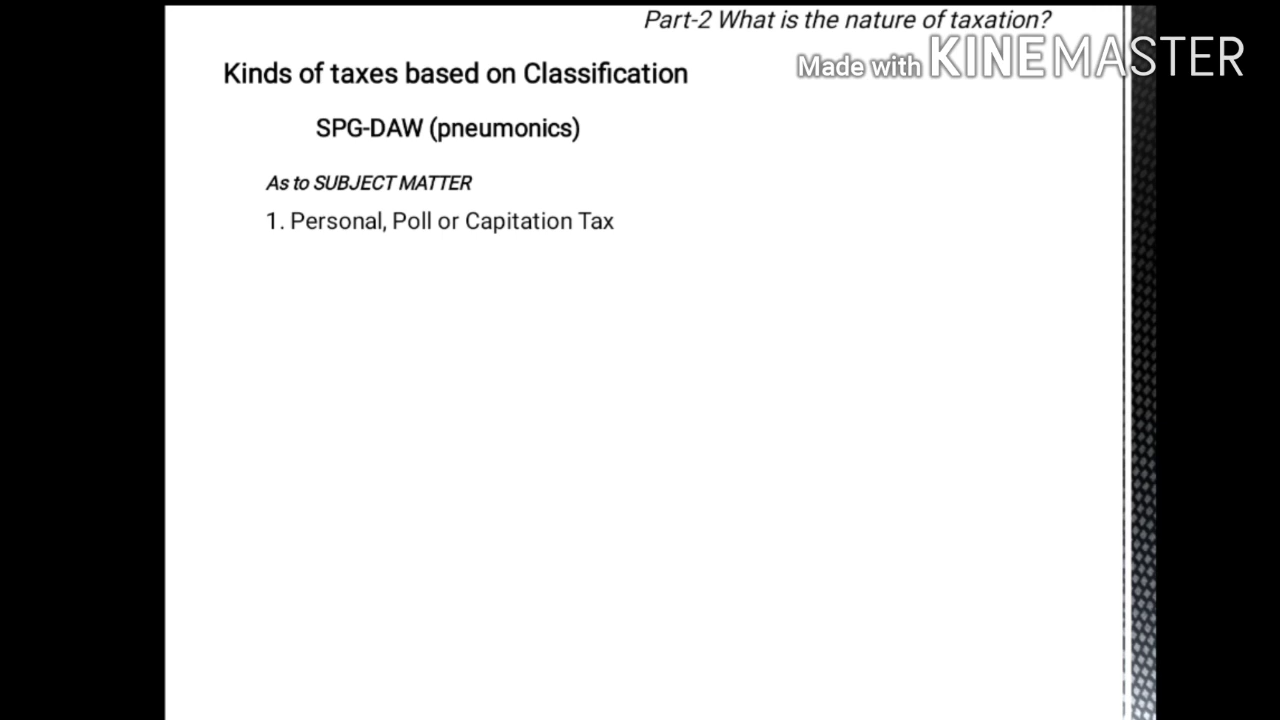 Part-2 What is the nature of taxation?
Made with KINEMASTER
Kinds of taxes based on Classification
SPG-DAW (pneumonics)
As to SUBJECT MATTER
1. Personal, Poll or Capitation Tax